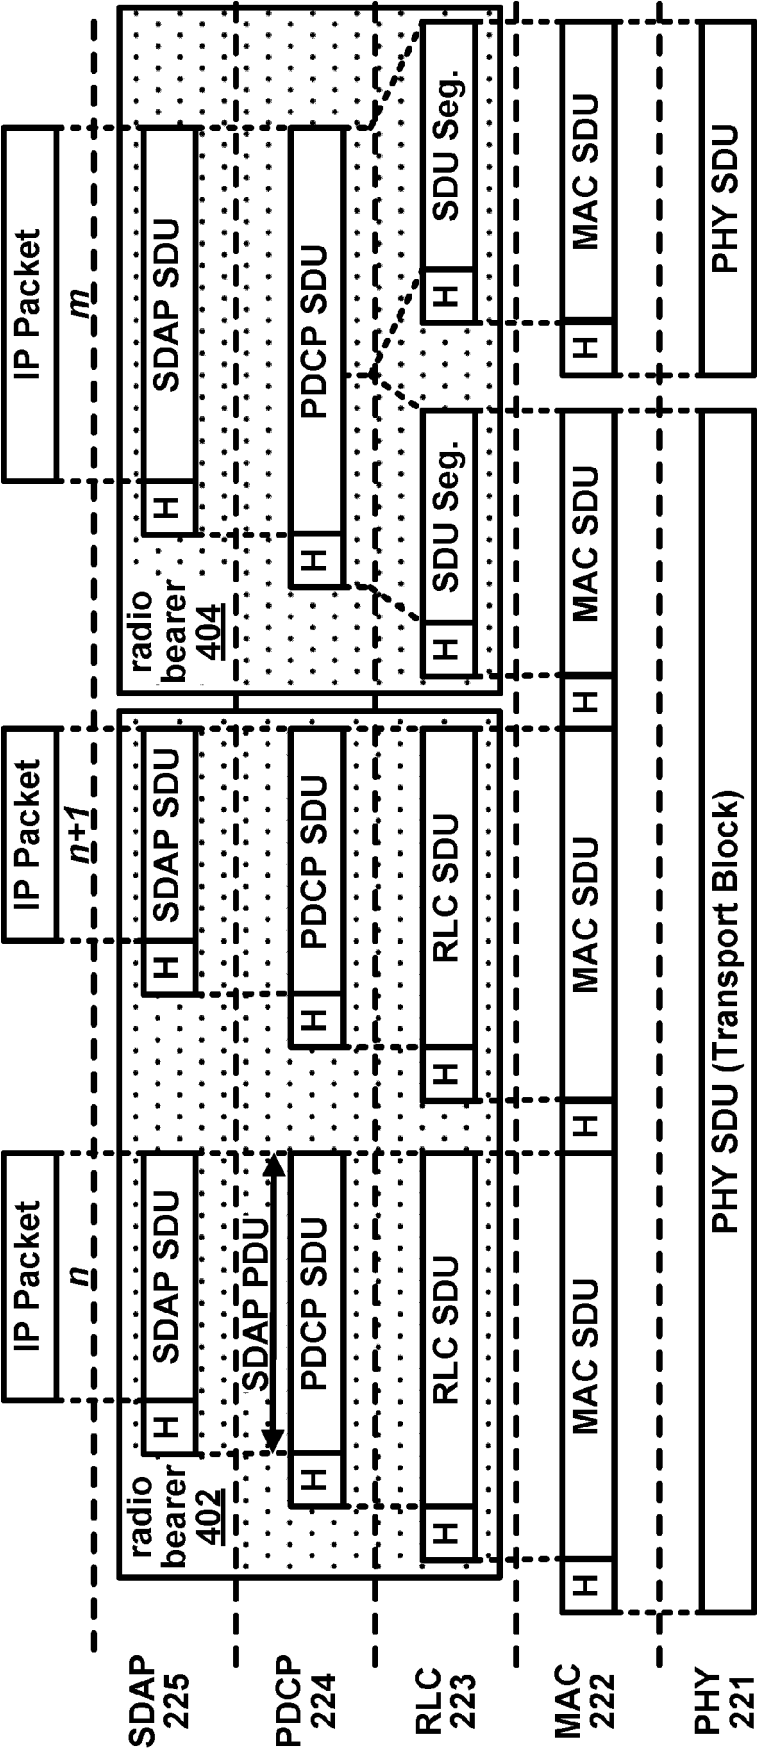 IP Packet
IP Packet
IP Packet
n
n+1
m
SDAP
225
radio
bearer
402
H
SDAP SDU
H
SDAP SDU
radio
bearer
404
H
SDAP SDU
SDAP PDU
PDCP
224
H
PDCP SDU
H
PDCP SDU
H
PDCP SDU
RLC
223
H
RLC SDU
H
RLC SDU
H
SDU Seg.
H
SDU Seg.
MAC
222
H
MAC SDU
H
MAC SDU
H
MAC SDU
H
MAC SDU
PHY
221
PHY SDU (Transport Block)
PHY SDU